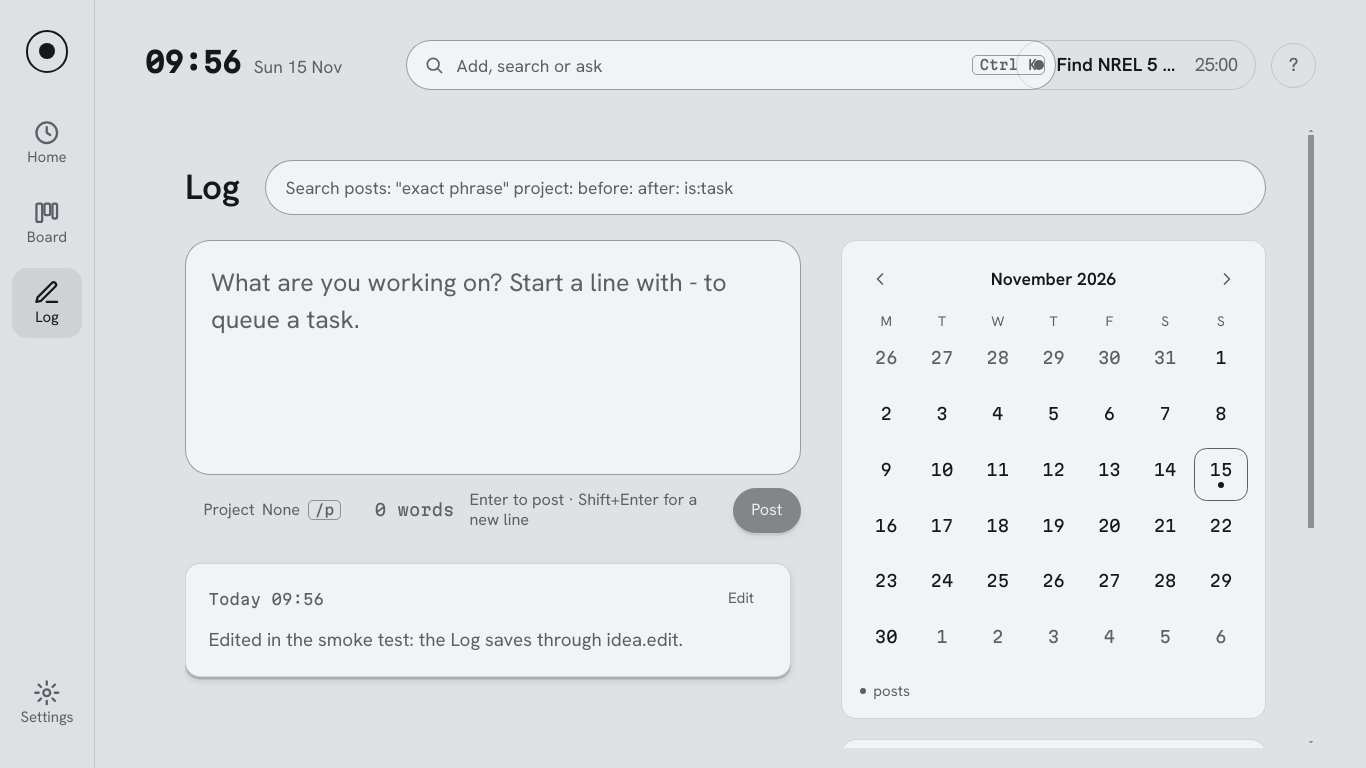 09:56 Sun 15 Nov
Add, search or ask
Ctrl K
Find NREL 5 ... 25:00
?
Home
Board
Log
Settings
Log
Search posts: "exact phrase" project: before: after: is:task
What are you working on? Start a line with - to
queue a task.
Project None /p
0 words
Enter to post · Shift+Enter for a
new line
Post
Today 09:56
Edit
Edited in the smoke test: the Log saves through idea.edit.
November 2026
M T W T F S S
26 27 28 29 30 31 1
2 3 4 5 6 7 8
9 10 11 12 13 14 15
16 17 18 19 20 21 22
23 24 25 26 27 28 29
30 1 2 3 4 5 6
posts